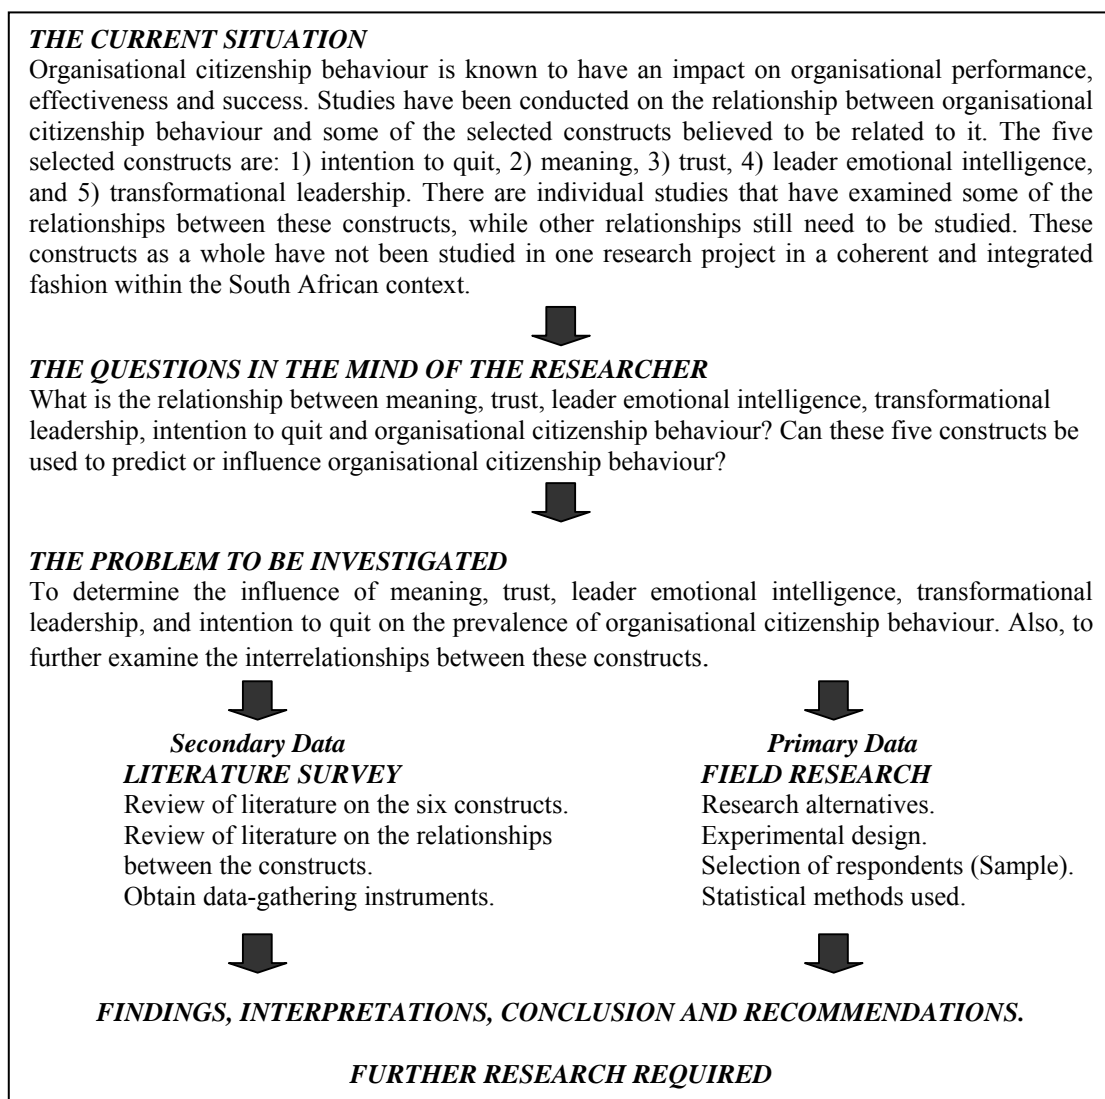 THE CURRENT SITUATION
Organisational citizenship behaviour is known to have an impact on organisational performance,
effectiveness and success. Studies have been conducted on the relationship between organisational
citizenship behaviour and some of the selected constructs believed to be related to it. The five
selected constructs are: 1) intention to quit, 2) meaning, 3) trust, 4) leader emotional intelligence,
and 5) transformational leadership. There are individual studies that have examined some of the
relationships between these constructs, while other relationships still need to be studied. These
constructs as a whole have not been studied in one research project in a coherent and integrated
fashion within the South African context.
THE QUESTIONS IN THE MIND OF THE RESEARCHER
What is the relationship between meaning, trust, leader emotional intelligence, transformational
leadership, intention to quit and organisational citizenship behaviour? Can these five constructs be
used to predict or influence organisational citizenship behaviour?
THE PROBLEM TO BE INVESTIGATED
To determine the influence of meaning, trust, leader emotional intelligence, transformational
leadership, and intention to quit on the prevalence of organisational citizenship behaviour. Also, to
further examine the interrelationships between these constructs.
Secondary Data
LITERATURE SURVEY
Review of literature on the six constructs.
Review of literature on the relationships
between the constructs.
Obtain data-gathering instruments.
Primary Data
FIELD RESEARCH
Research alternatives.
Experimental design.
Selection of respondents (Sample).
Statistical methods used.
FINDINGS, INTERPRETATIONS, CONCLUSION AND RECOMMENDATIONS.
FURTHER RESEARCH REQUIRED